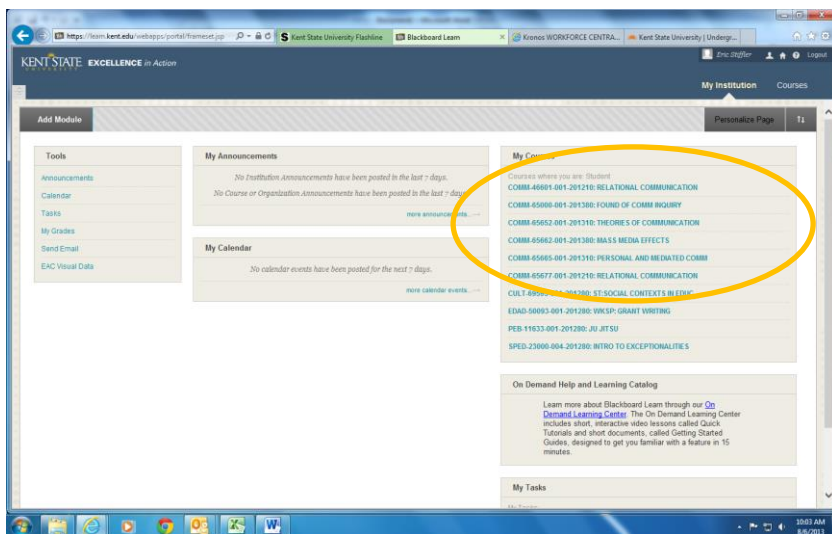 https://learn.kent.edu/webapps/portal/frameset.jsp
Kent State University Flashline
Blackboard Learn
Kronos WORKFORCE CENTRA...
Kent State University | Undergr...
KENT STATE UNIVERSITY EXCELLENCE in Action
Eric Stiffler
Logout
My Institution
Courses
Add Module
Personalize Page
Tools
Announcements
Calendar
Tasks
My Grades
Send Email
EAC Visual Data
My Announcements
No Institution Announcements have been posted in the last 7 days.
No Course or Organization Announcements have been posted in the last 7 days.
more announcements...
My Calendar
No calendar events have been posted for the next 7 days.
more calendar events...
My Courses
Courses where you are: Student
COMM-46601-001-201210: RELATIONAL COMMUNICATION
COMM-65000-001-201380: FOUND OF COMM INQUIRY
COMM-65652-001-201310: THEORIES OF COMMUNICATION
COMM-65662-001-201380: MASS MEDIA EFFECTS
COMM-65665-001-201310: PERSONAL AND MEDIATED COMM
COMM-65677-001-201210: RELATIONAL COMMUNICATION
ST:SOCIAL CONTEXTS IN EDUC
EDAD-50093-001-201280: WKSP: GRANT WRITING
PEB-11633-001-201280: JU JITSU
SPED-23000-004-201280: INTRO TO EXCEPTIONALITIES
On Demand Help and Learning Catalog
Learn more about Blackboard Learn through our On
Demand Learning Center. The On Demand Learning Center
includes short, interactive video lessons called Quick
Tutorials and short documents, called Getting Started
Guides, designed to get you familiar with a feature in 15
minutes.
My Tasks
My Tasks
10:03 AM
8/6/2013